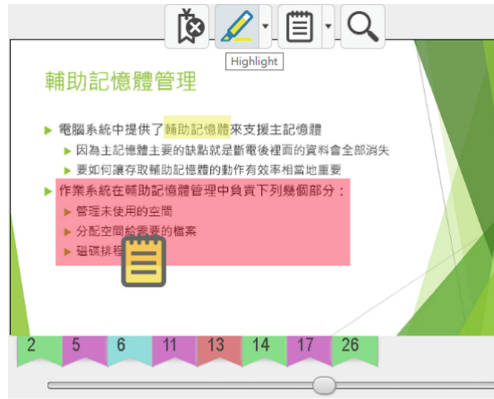 Highlight
輔助記憶體管理
電腦系統中提供了輔助記憶體來支援主記憶體
因為主記憶體主要的缺點就是斷電後裡面的資料會全部消失
要如何讓存取輔助記憶體的動作有效率相當地重要
作業系統在輔助記憶體管理中負責下列幾個部分：
管理未使用的空間
分配空間給需要的檔案
磁碟排程
2 5 6 11 13 14 17 26